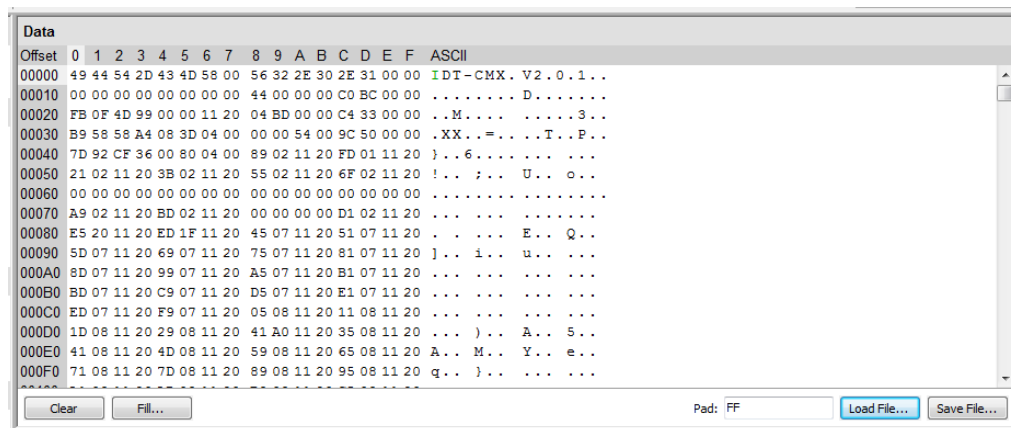 Data
Offset 0 1 2 3 4 5 6 7 8 9 A B C D E F ASCII
00000 49 44 54 2D 43 4D 58 00 56 32 2E 30 2E 31 00 00 IDT-CMX. V2.0.1..
00010 00 00 00 00 00 00 00 00 44 00 00 00 C0 BC 00 00 ........ D.......
00020 FB 0F 4D 99 00 00 11 20 04 BD 00 00 C4 33 00 00 ..M.... .....3..
00030 B9 58 58 A4 08 3D 04 00 00 00 54 00 9C 50 00 00 .XX..=.. ..T..P..
00040 7D 92 CF 36 00 80 04 00 89 02 11 20 FD 01 11 20 }..6.... ... ...
00050 21 02 11 20 3B 02 11 20 55 02 11 20 6F 02 11 20 !.. ;.. U.. o..
00060 00 00 00 00 00 00 00 00 00 00 00 00 00 00 00 00 ........ ........
00070 A9 02 11 20 BD 02 11 20 00 00 00 00 D1 02 11 20 ... ... .......
00080 E5 20 11 20 ED 1F 11 20 45 07 11 20 51 07 11 20 . . ... E.. Q..
00090 5D 07 11 20 69 07 11 20 75 07 11 20 81 07 11 20 ].. i.. u.. ...
000A0 8D 07 11 20 99 07 11 20 A5 07 11 20 B1 07 11 20 ... ... ... ...
000B0 BD 07 11 20 C9 07 11 20 D5 07 11 20 E1 07 11 20 ... ... ... ...
000C0 ED 07 11 20 F9 07 11 20 05 08 11 20 11 08 11 20 ... ... ... ...
000D0 1D 08 11 20 29 08 11 20 41 A0 11 20 35 08 11 20 ... ).. A.. 5..
000E0 41 08 11 20 4D 08 11 20 59 08 11 20 65 08 11 20 A.. M.. Y.. e..
000F0 71 08 11 20 7D 08 11 20 89 08 11 20 95 08 11 20 q.. }.. ... ...
Clear Fill... Pad: FF Load File... Save File...